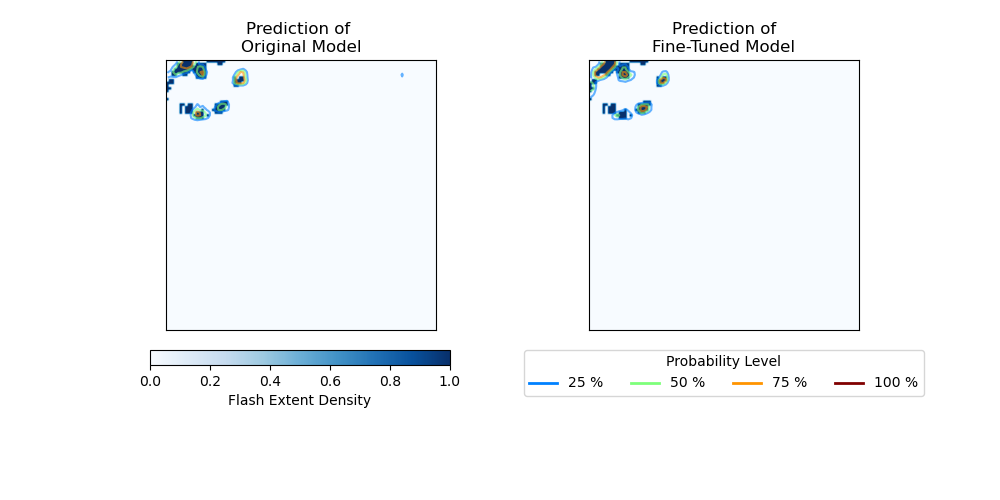 Prediction of
Original Model
Prediction of
Fine-Tuned Model
0.0 0.2 0.4 0.6 0.8 1.0
Flash Extent Density
Probability Level
25 % 50 % 75 % 100 %